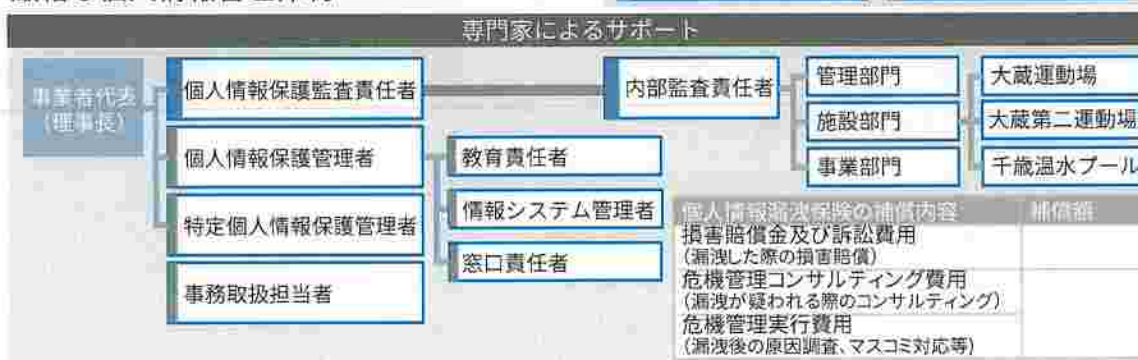 専門家によるサポート
事業者代表
(理事長)
個人情報保護監査責任者
個人情報保護管理者
特定個人情報保護管理者
事務取扱担当者
教育責任者
情報システム管理者
窓口責任者
内部監査責任者
管理部門
施設部門
事業部門
大蔵運動場
大蔵第二運動場
千歳温水プール
個人情報漏洩保険の補償内容
補償額
損害賠償金及び訴訟費用
(漏洩した際の損害賠償)
危機管理コンサルティング費用
(漏洩が疑われる際のコンサルティング)
危機管理実行費用
(漏洩後の原因調査、マスコミ対応等)